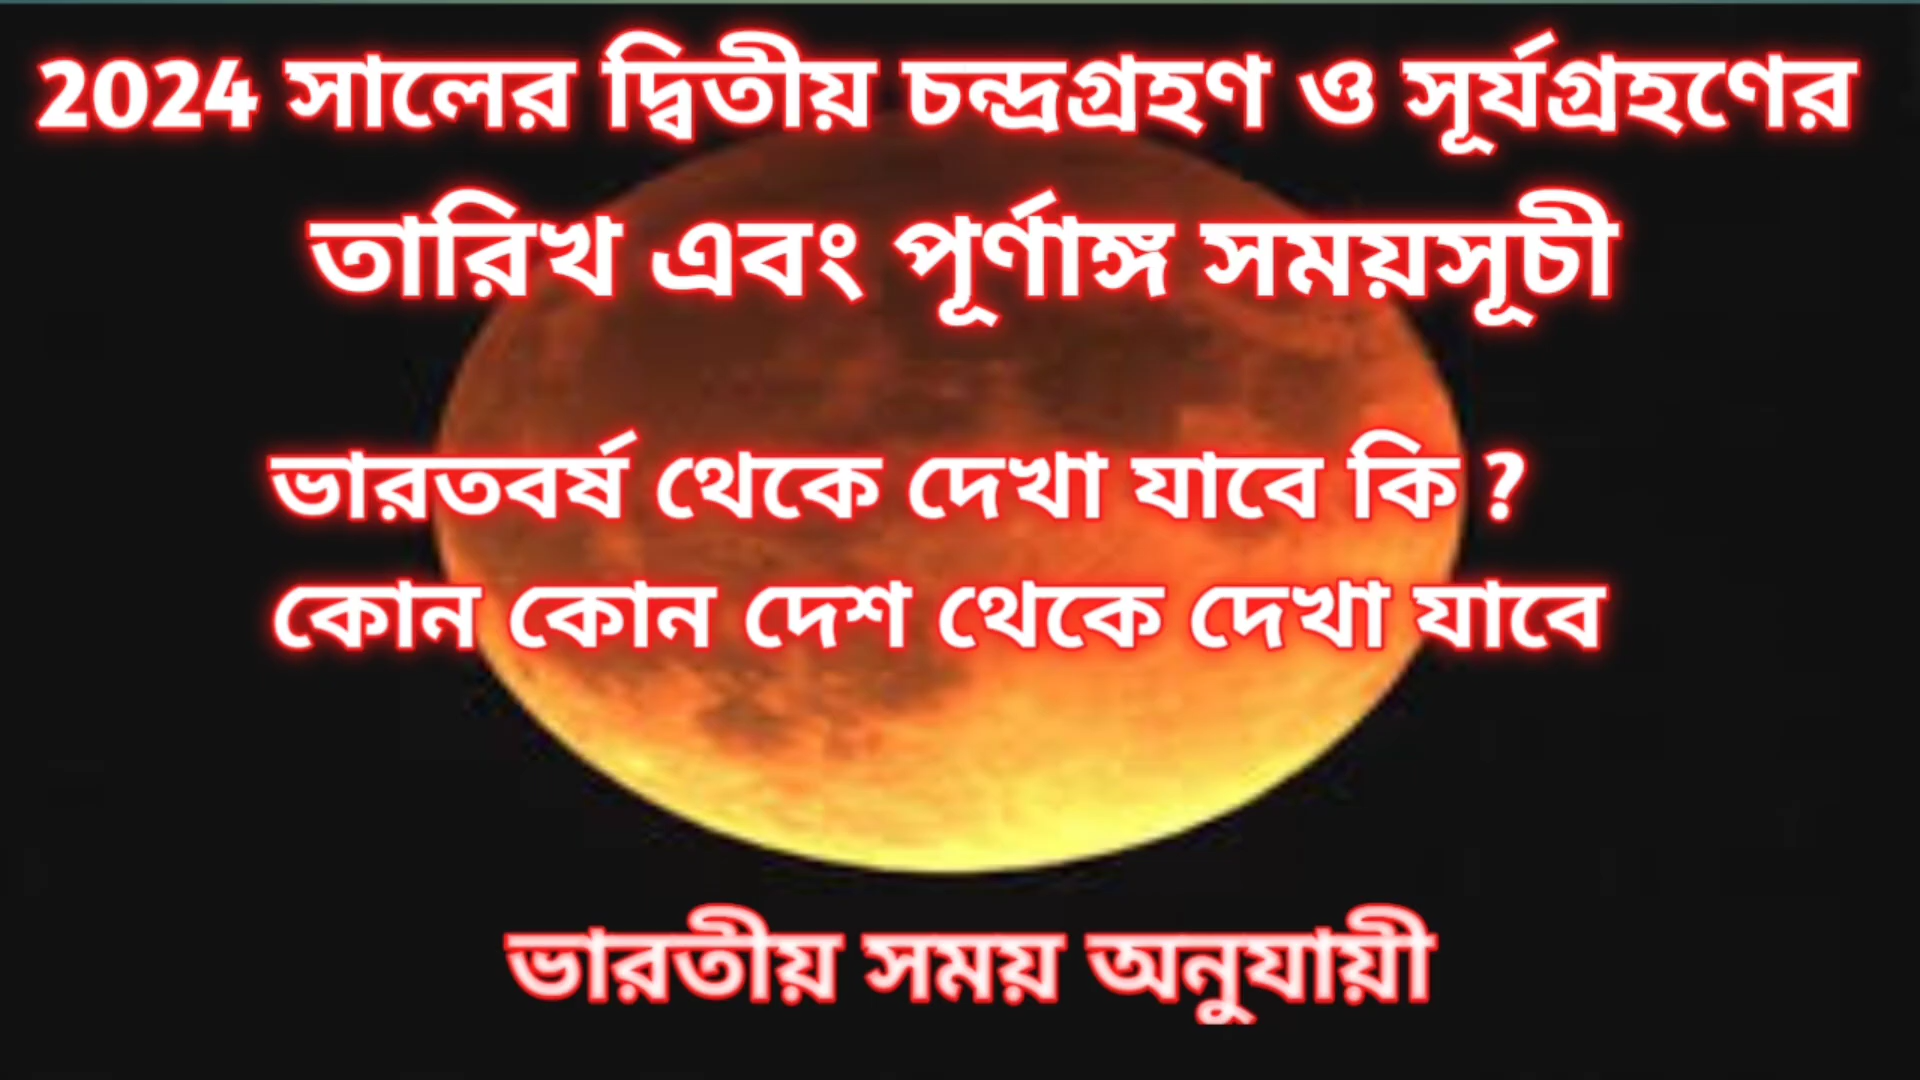 2024 সালের দ্বিতীয় চন্দ্রগ্রহণ ও সূর্যগ্রহণের
তারিখ এবং পূর্ণাঙ্গ সময়সূচী
ভারতবর্ষ থেকে দেখা যাবে কি ?
কোন কোন দেশ থেকে দেখা যাবে
ভারতীয় সময় অনুযায়ী